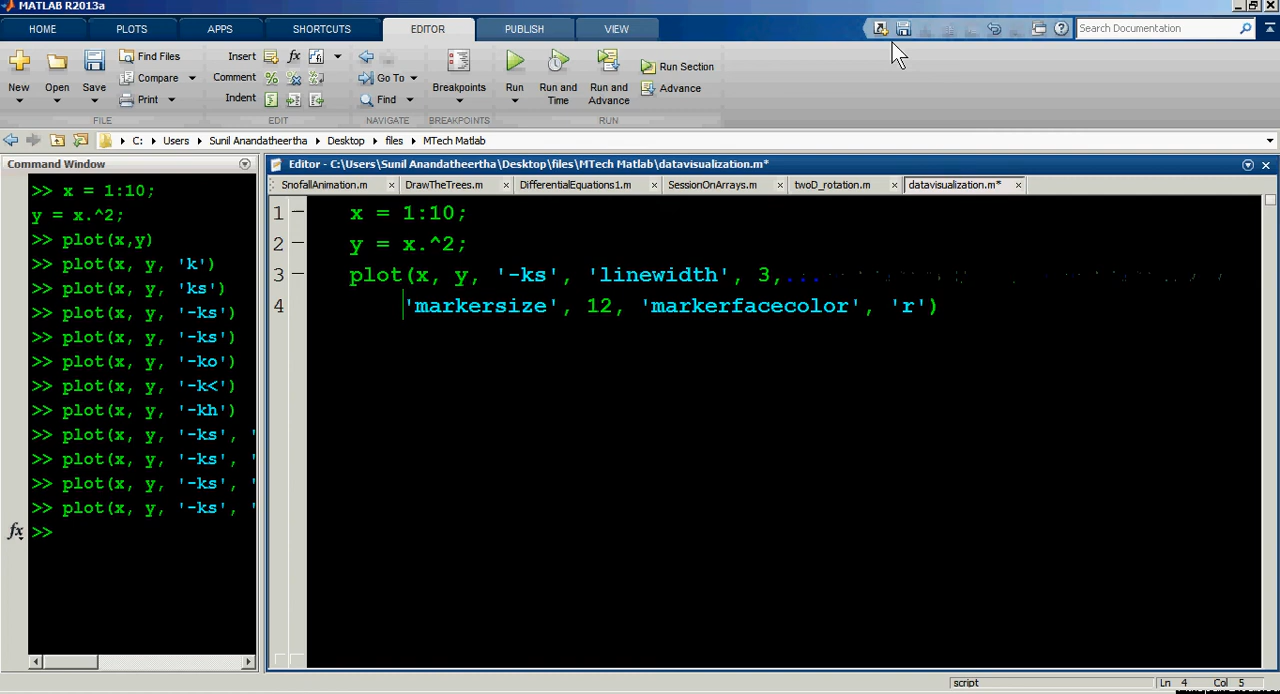 MATLAB R2013a
HOME PLOTS APPS SHORTCUTS EDITOR PUBLISH VIEW
Search Documentation
New Open Save Find Files Compare Print
Insert Comment Indent
Go To Find
Breakpoints
Run Run and Time Run and Advance Run Section Advance
FILE EDIT NAVIGATE BREAKPOINTS RUN
C: Users Sunil Anandatheertha Desktop files MTech Matlab
Command Window
>> x = 1:10;
y = x.^2;
>> plot(x,y)
>> plot(x, y, 'k')
>> plot(x, y, 'ks')
>> plot(x, y, '-ks')
>> plot(x, y, '-ks')
>> plot(x, y, '-ko')
>> plot(x, y, '-k<')
>> plot(x, y, '-kh')
>> plot(x, y, '-ks', '
>> plot(x, y, '-ks', '
>> plot(x, y, '-ks', '
>> plot(x, y, '-ks', '
fx >>
Editor - C:\Users\Sunil Anandatheertha\Desktop\files\MTech Matlab\datavisualization.m*
SnofallAnimation.m DrawTheTrees.m DifferentialEquations1.m SessionOnArrays.m twoD_rotation.m datavisualization.m*
1 x = 1:10;
2 y = x.^2;
3 plot(x, y, '-ks', 'linewidth', 3,...
4 'markersize', 12, 'markerfacecolor', 'r')
script Ln 4 Col 5